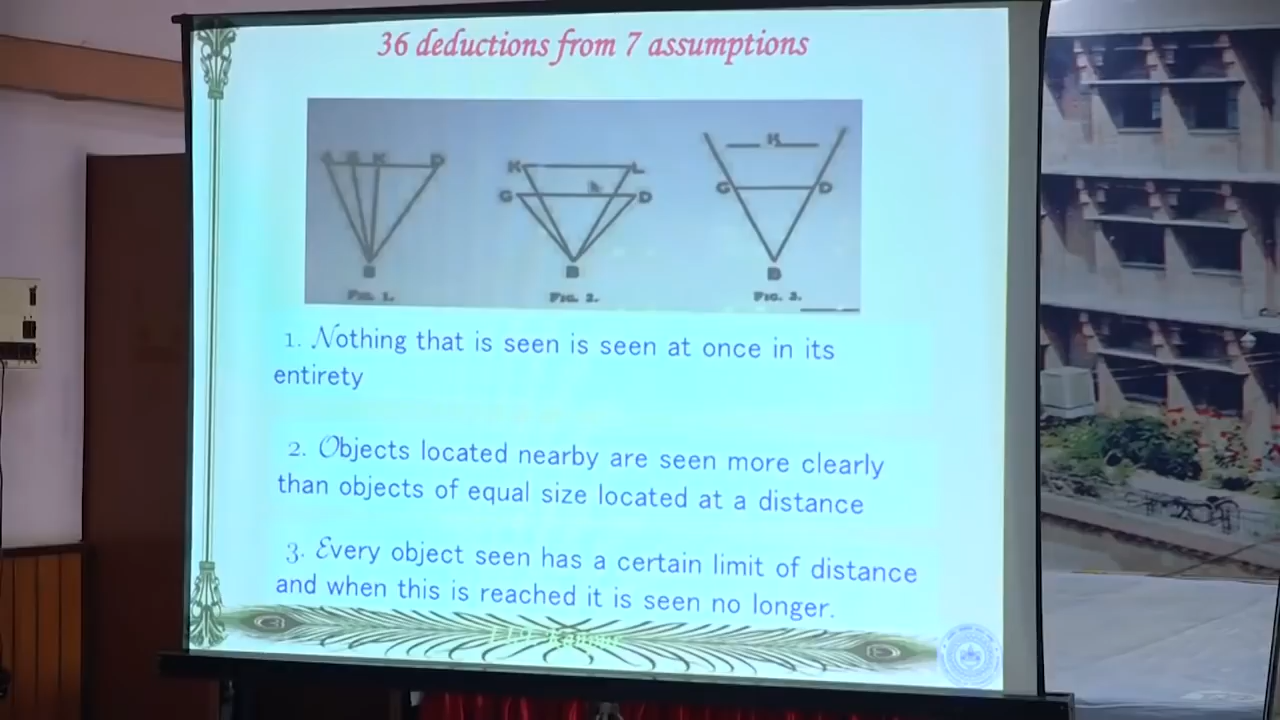 36 deductions from 7 assumptions
K L
G D
B
FIG. 2.
K
G D
D
FIG. 3.
1. Nothing that is seen is seen at once in its
entirety
2. Objects located nearby are seen more clearly
than objects of equal size located at a distance
3. Every object seen has a certain limit of distance
and when this is reached it is seen no longer.